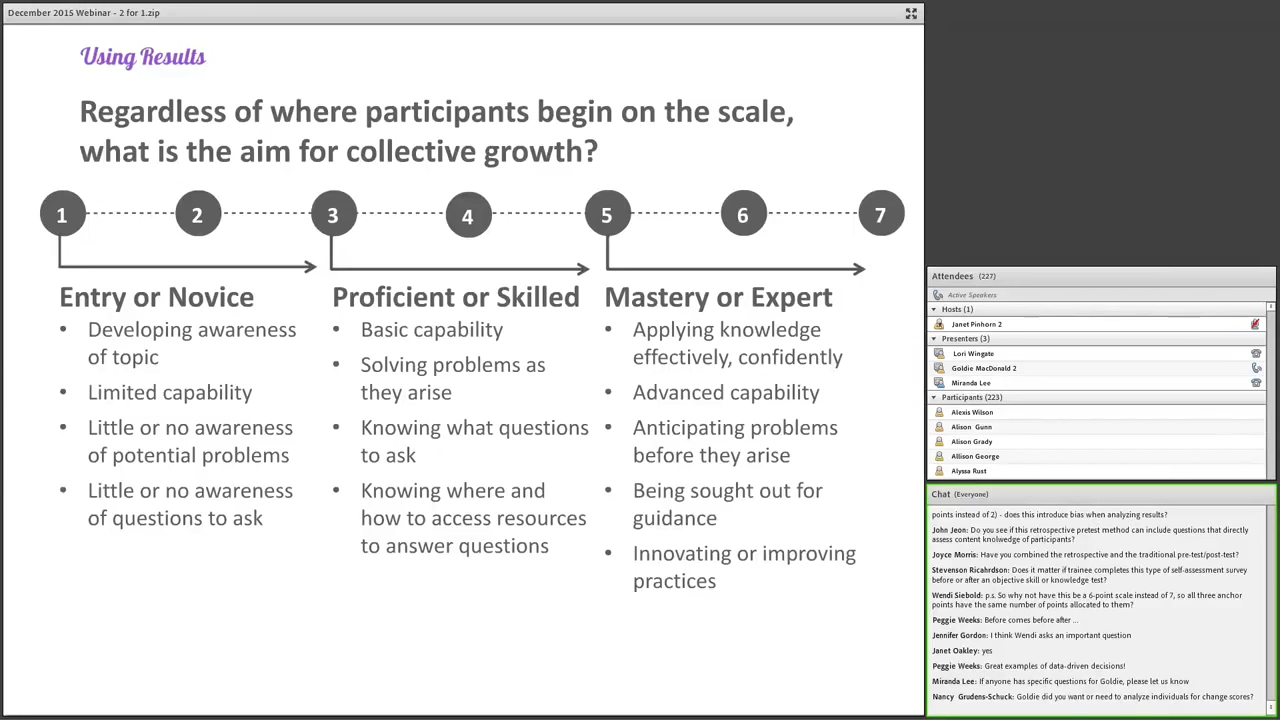 December 2015 Webinar - 2 for 1.zip
Using Results
Regardless of where participants begin on the scale,
what is the aim for collective growth?
1 2 3 4 5 6 7
Entry or Novice
• Developing awareness
of topic
• Limited capability
• Little or no awareness
of potential problems
• Little or no awareness
of questions to ask
Proficient or Skilled
• Basic capability
• Solving problems as
they arise
• Knowing what questions
to ask
• Knowing where and
how to access resources
to answer questions
Mastery or Expert
• Applying knowledge
effectively, confidently
• Advanced capability
• Anticipating problems
before they arise
• Being sought out for
guidance
• Innovating or improving
practices
Attendees (227)
Active Speakers
Hosts (1)
Janet Pinhorn 2
Presenters (3)
Lori Wingate
Goldie MacDonald 2
Miranda Lee
Participants (223)
Alexis Wilson
Alison Gunn
Alison Grady
Allison George
Alyssa Rust
Chat (Everyone)
points instead of 2) - does this introduce bias when analyzing results?
John Jeon: Do you see if this retrospective pretest method can include questions that directly
assess content knolwedge of participants?
Joyce Morris: Have you combined the retrospective and the traditional pre-test/post-test?
Stevenson Ricahrdson: Does it matter if trainee completes this type of self-assessment survey
before or after an objective skill or knowledge test?
Wendi Siebold: p.s. So why not have this be a 6-point scale instead of 7, so all three anchor
points have the same number of points allocated to them?
Peggie Weeks: Before comes before after ...
Jennifer Gordon: I think Wendi asks an important question
Janet Oakley: yes
Peggie Weeks: Great examples of data-driven decisions!
Miranda Lee: If anyone has specific questions for Goldie, please let us know
Nancy Grudens-Schuck: Goldie did you want or need to analyze individuals for change scores?